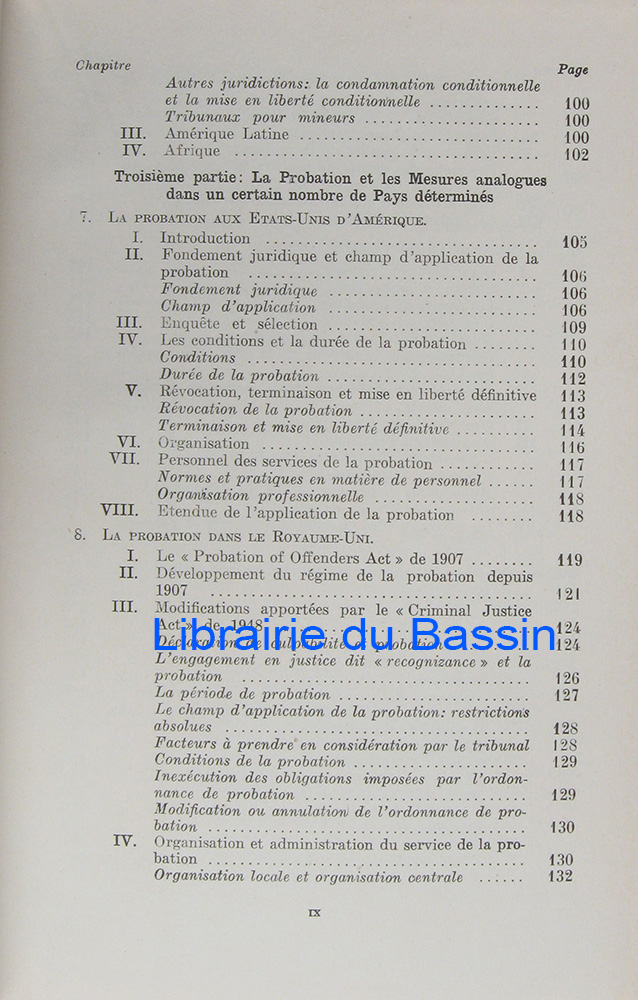 Chapitre Page
Autres juridictions: la condamnation conditionnelle
et la mise en liberté conditionnelle .............. 100
Tribunaux pour mineurs ..................... 100
III. Amérique Latine ............................. 100
IV. Afrique ..................................... 102
Troisième partie: La Probation et les Mesures analogues
dans un certain nombre de Pays déterminés
7. La probation aux Etats-Unis d'Amérique.
I. Introduction ................................. 105
II. Fondement juridique et champ d'application de la
probation ................................... 106
Fondement juridique ......................... 106
Champ d'application ......................... 106
III. Enquête et sélection ......................... 109
IV. Les conditions et la durée de la probation ........ 110
Conditions ................................... 110
Durée de la probation ......................... 112
V. Révocation, terminaison et mise en liberté définitive 113
Révocation de la probation ..................... 113
Terminaison et mise en liberté définitive .......... 114
VI. Organisation ................................. 116
VII. Personnel des services de la probation ............ 117
Normes et pratiques en matière de personnel ...... 117
Organisation professionnelle ................... 118
VIII. Etendue de l'application de la probation ........ 118
8. La probation dans le Royaume-Uni.
I. Le « Probation of Offenders Act » de 1907 ........ 119
II. Développement du régime de la probation depuis
1907 ....................................... 121
III. Modifications apportées par le « Criminal Justice
Act » de 1948 ............................... 124
Librairie du Bassin
Déclaration de culpabilité et probation ........... 124
L'engagement en justice dit « recognizance » et la
probation ................................... 126
La période de probation ....................... 127
Le champ d'application de la probation: restrictions
absolues ..................................... 128
Facteurs à prendre en considération par le tribunal 128
Conditions de la probation ..................... 129
Inexécution des obligations imposées par l'ordon-
nance de probation ........................... 129
Modification ou annulation de l'ordonnance de pro-
bation ....................................... 130
IV. Organisation et administration du service de la pro-
bation ....................................... 130
Organisation locale et organisation centrale ...... 132
IX